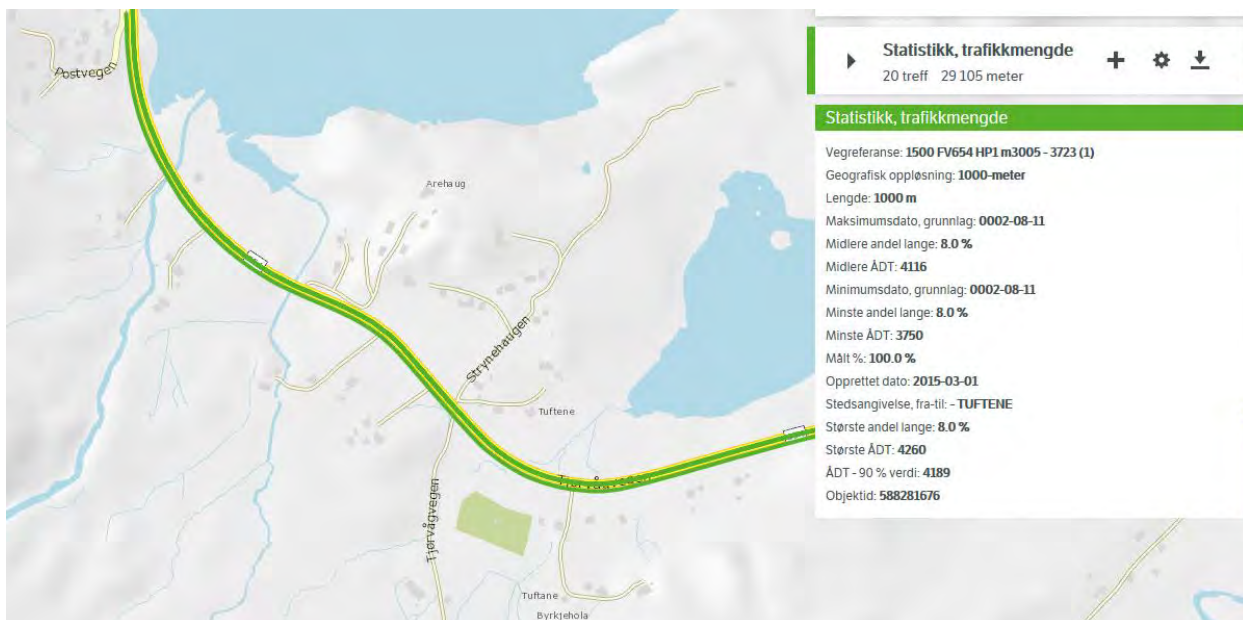 Postvegen
Arehaug
Strynehaugen
Tuftene
Tjørvågvegen
Tjørvågvegen
Tuftane
Byrkjehola
Statistikk, trafikkmengde
20 treff 29 105 meter
Statistikk, trafikkmengde
Vegreferanse: 1500 FV654 HP1 m3005 - 3723 (1)
Geografisk oppløsning: 1000-meter
Lengde: 1000 m
Maksimumsdato, grunnlag: 0002-08-11
Midlere andel lange: 8.0 %
Midlere ÅDT: 4116
Minimumsdato, grunnlag: 0002-08-11
Minste andel lange: 8.0 %
Minste ÅDT: 3750
Målt %: 100.0 %
Opprettet dato: 2015-03-01
Stedsangivelse, fra-til: - TUFTENE
Største andel lange: 8.0 %
Største ÅDT: 4260
ÅDT - 90 % verdi: 4189
Objektid: 588281676